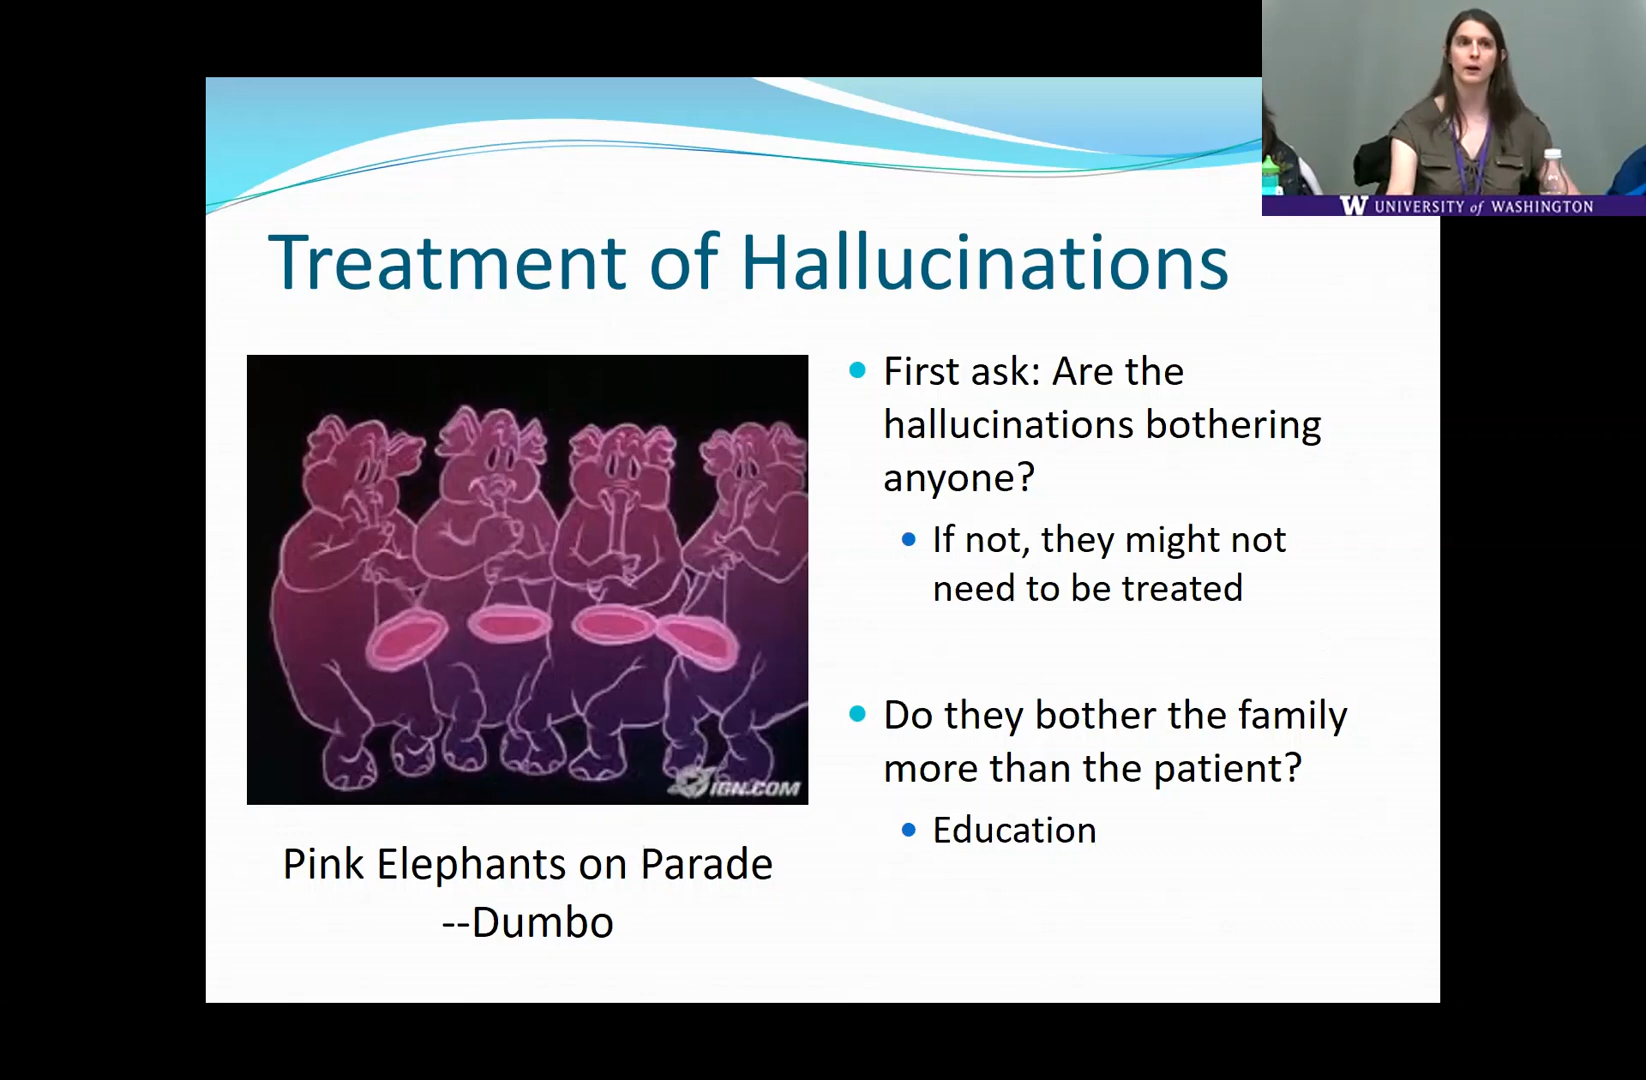 W UNIVERSITY of WASHINGTON
Treatment of Hallucinations
First ask: Are the
hallucinations bothering
anyone?
If not, they might not
need to be treated
Do they bother the family
more than the patient?
Education
IGN.COM
Pink Elephants on Parade
--Dumbo